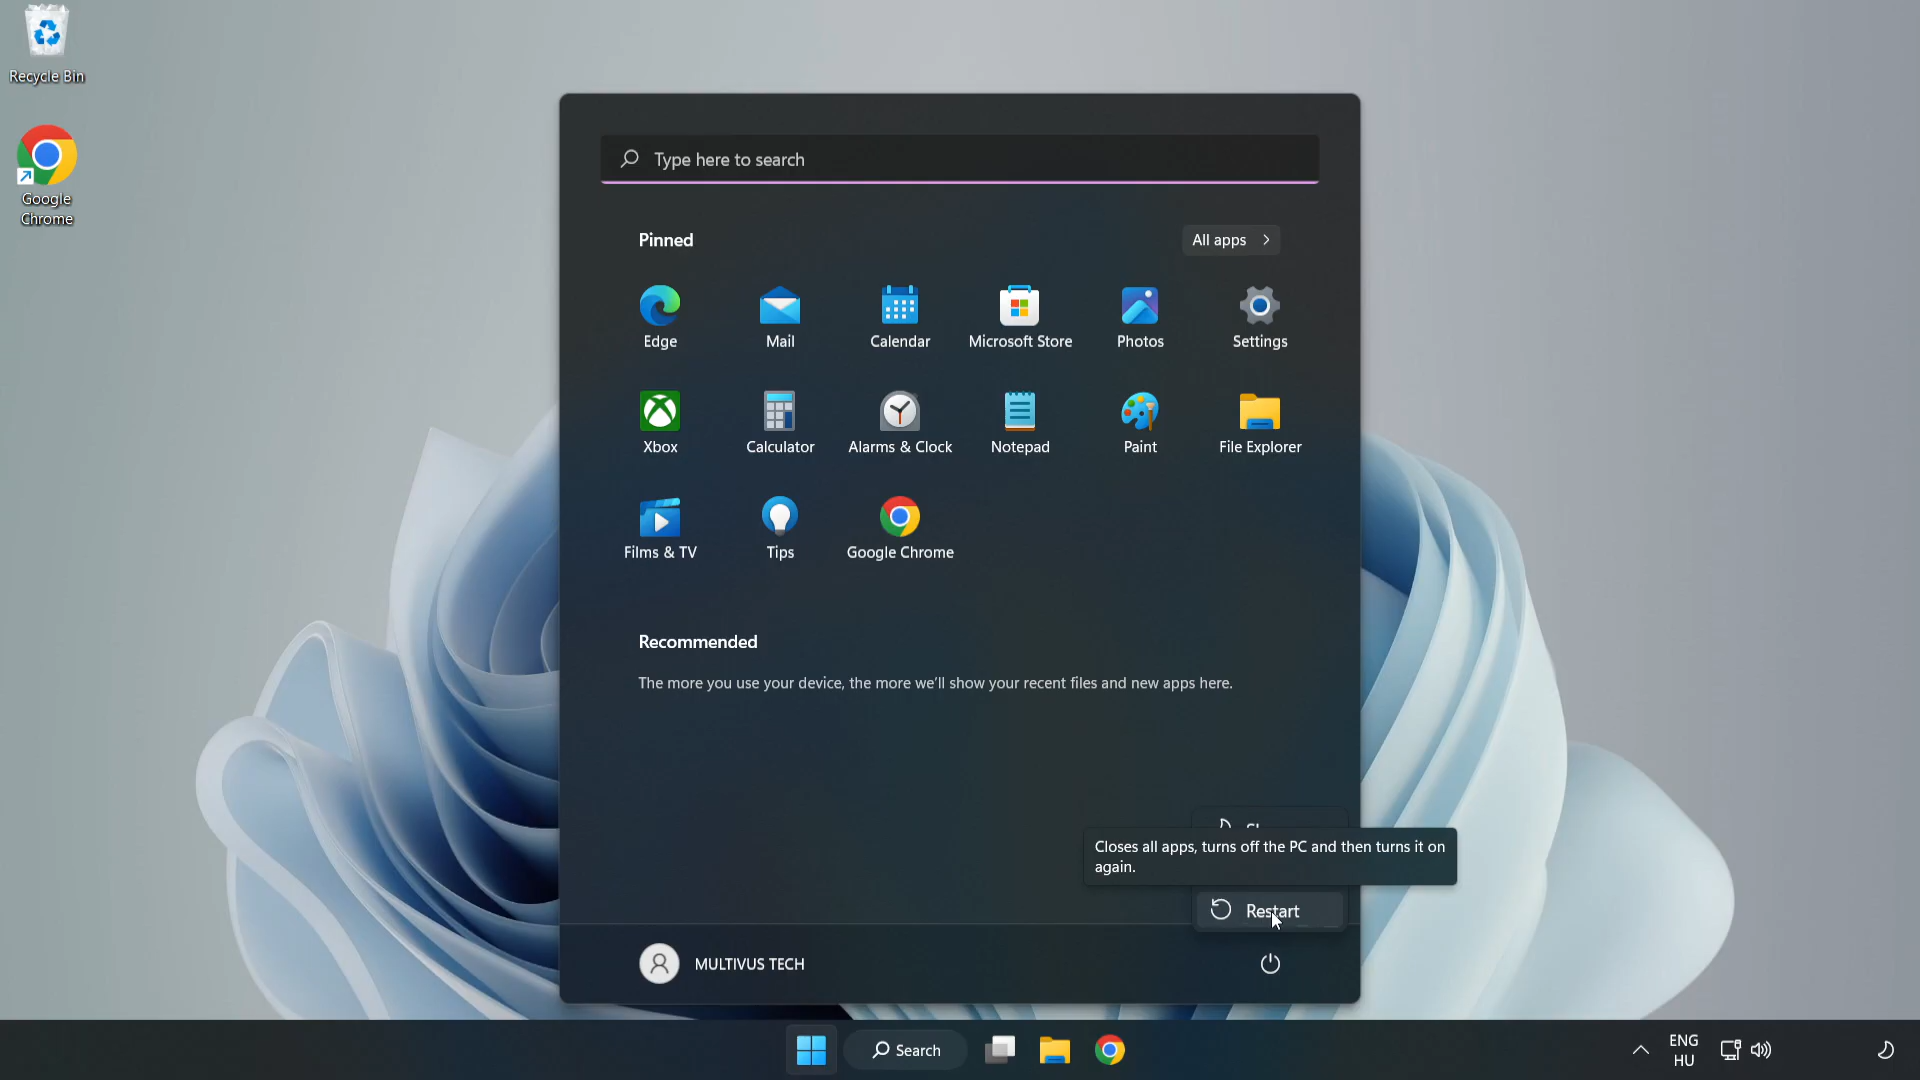 Recycle Bin
Google
Chrome
Type here to search
Pinned
All apps
Edge
Mail
Calendar
Microsoft Store
Photos
Settings
Xbox
Calculator
Alarms & Clock
Notepad
Paint
File Explorer
Films & TV
Tips
Google Chrome
Recommended
The more you use your device, the more we'll show your recent files and new apps here.
Closes all apps, turns off the PC and then turns it on
again.
Restart
MULTIVUS TECH
Search
ENG
HU